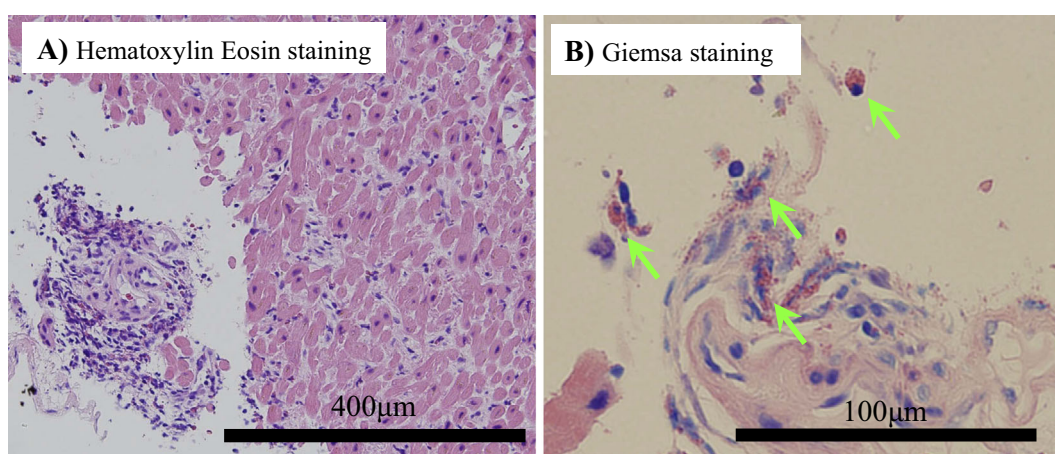 A) Hematoxylin Eosin staining
B) Giemsa staining
400μm
100μm